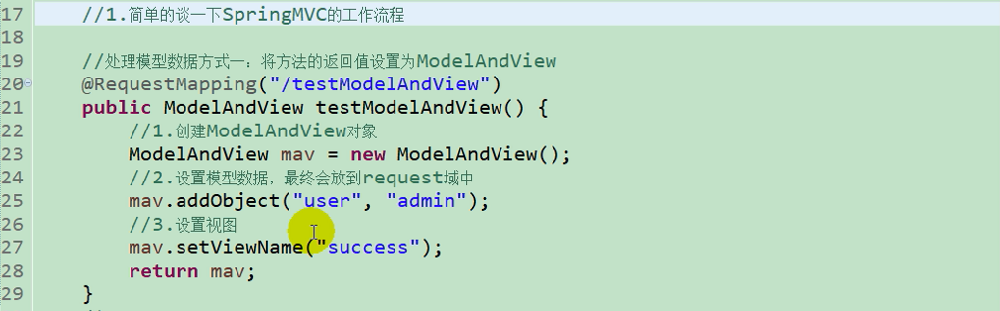 17 //1.简单的谈一下SpringMVC的工作流程
18
19 //处理模型数据方式一：将方法的返回值设置为ModelAndView
20 @RequestMapping("/testModelAndView")
21 public ModelAndView testModelAndView() {
22 //1.创建ModelAndView对象
23 ModelAndView mav = new ModelAndView();
24 //2.设置模型数据，最终会放到request域中
25 mav.addObject("user", "admin");
26 //3.设置视图
27 mav.setViewName("success");
28 return mav;
29 }